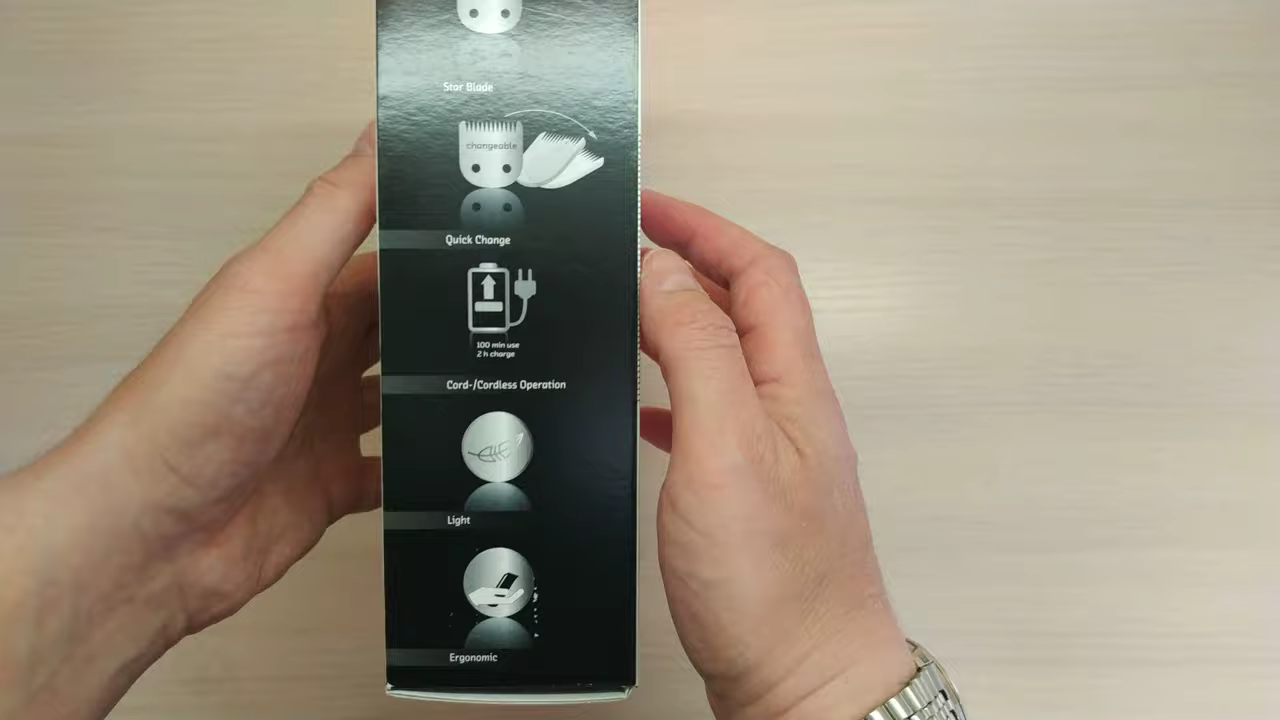 Star Blade
changeable
Quick Change
100 min use
2 h charge
Cord-/Cordless Operation
Light
Ergonomic